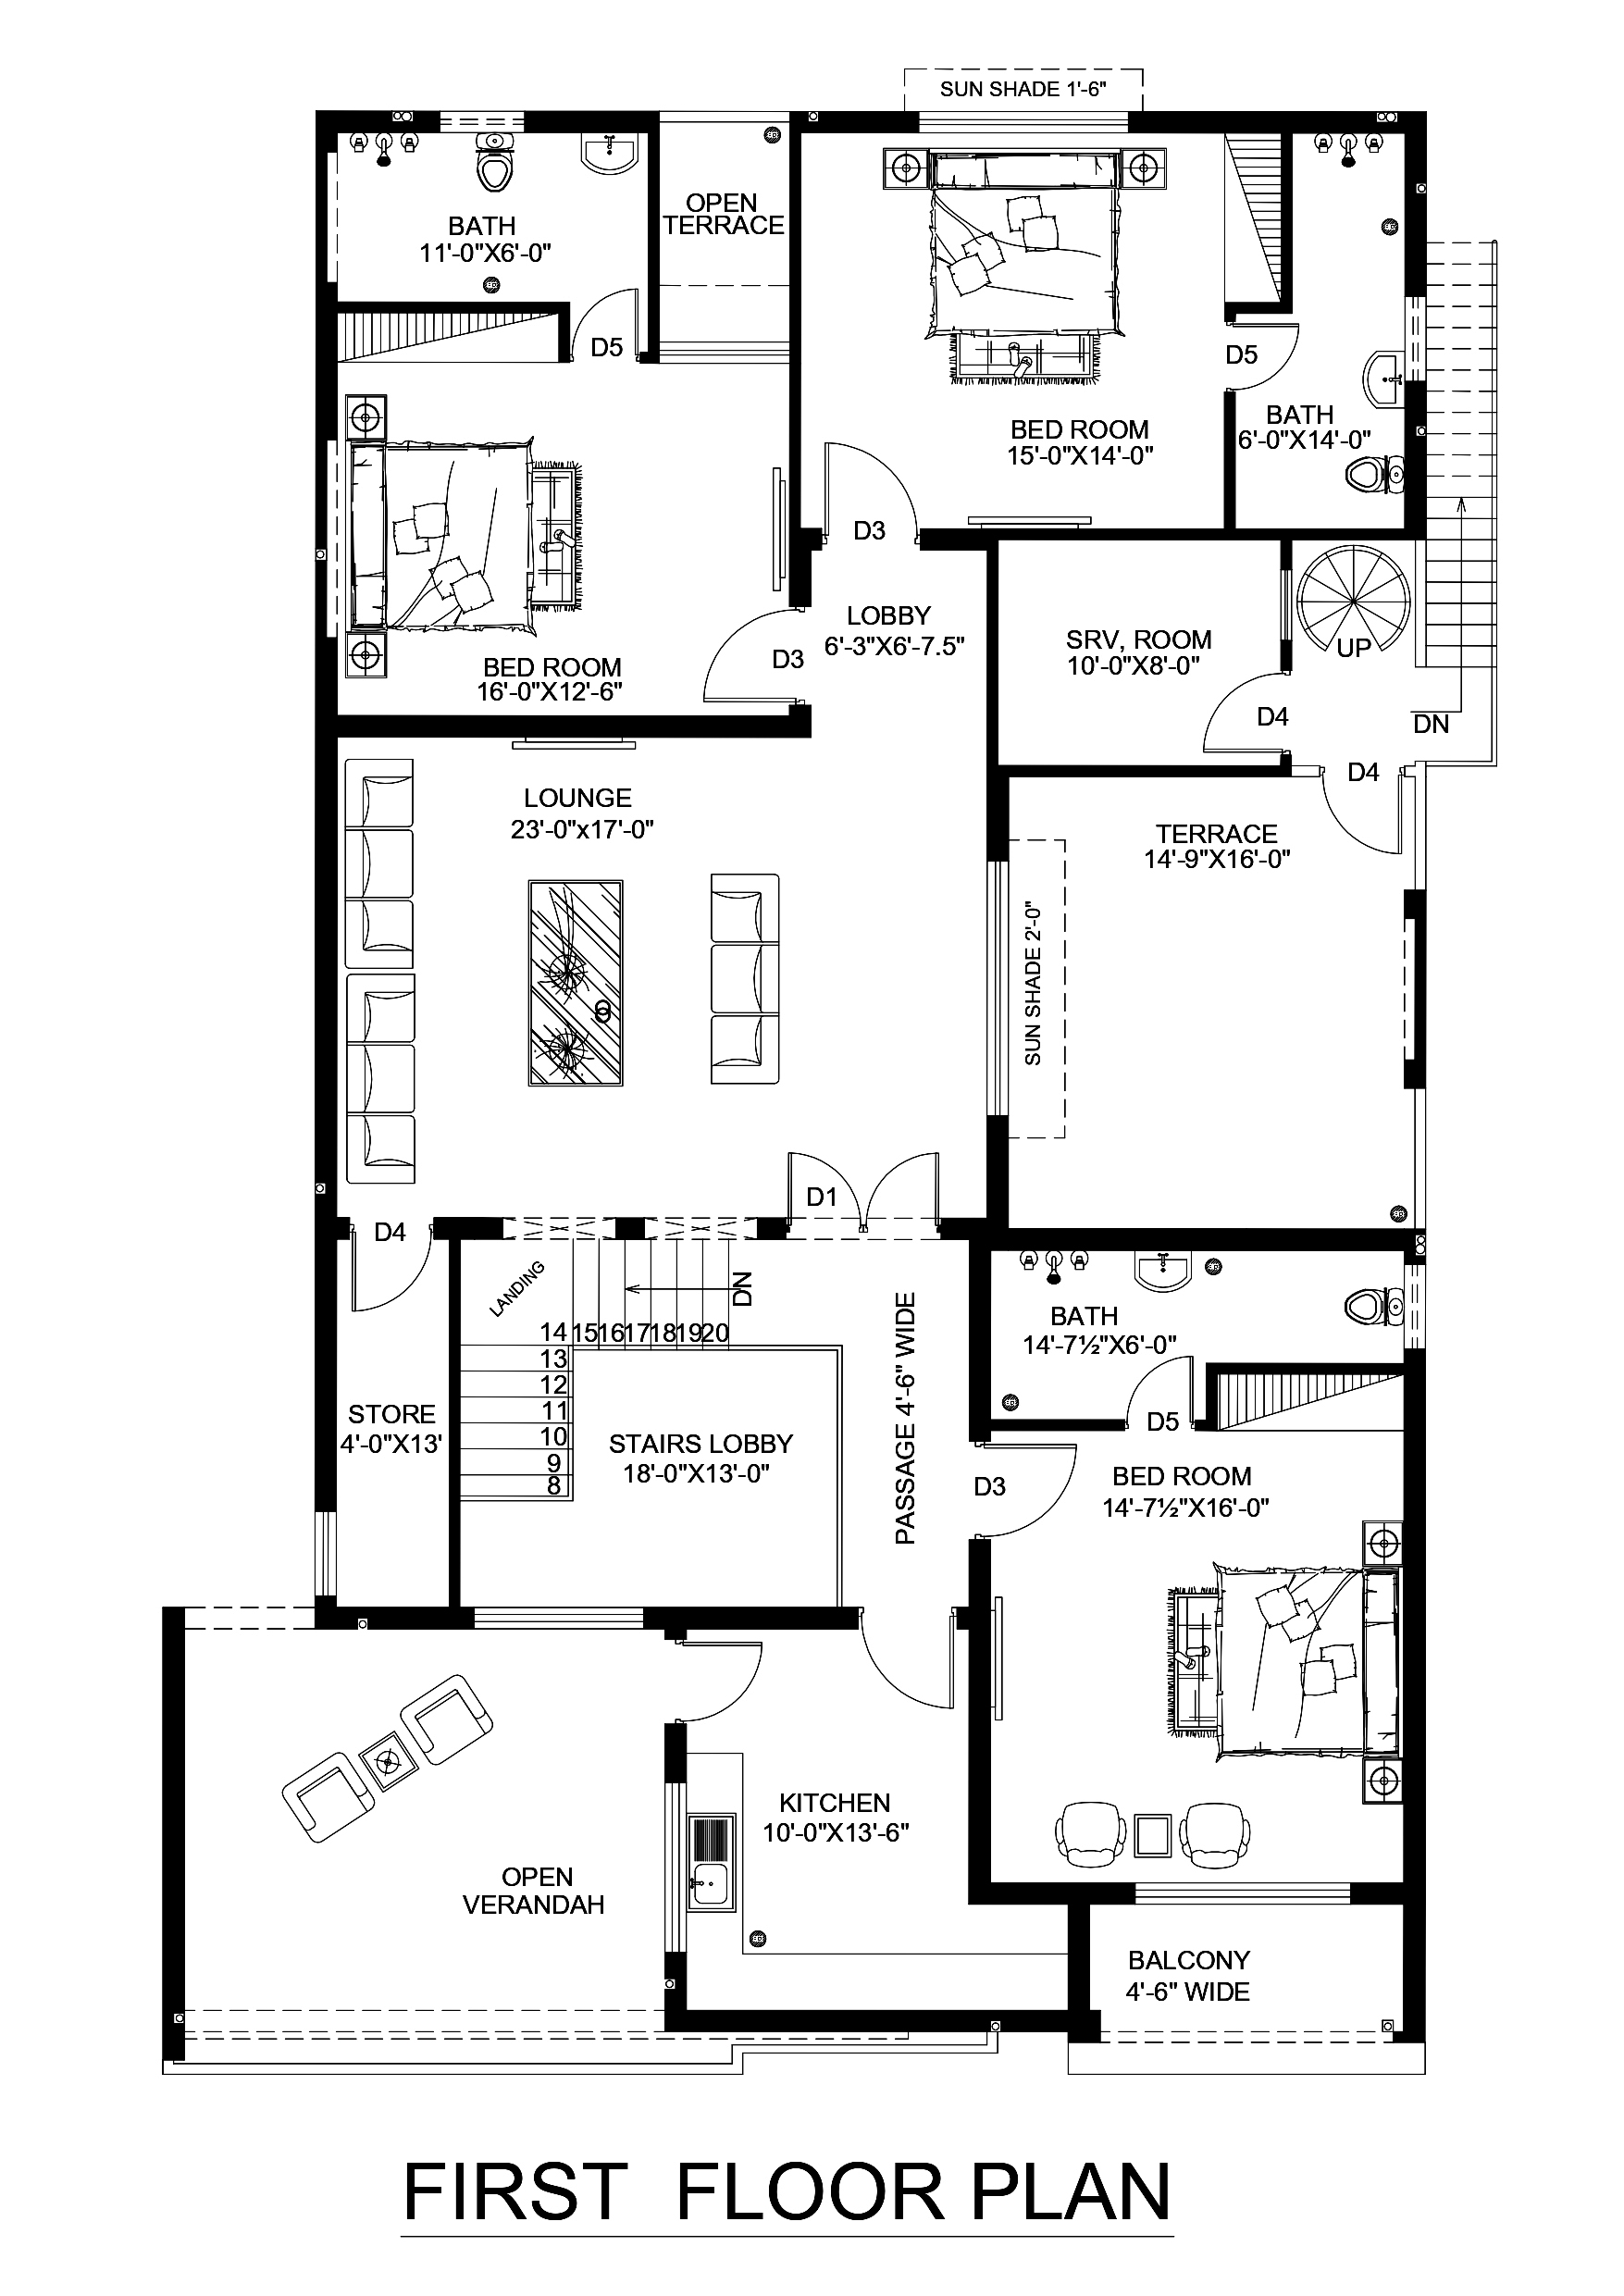 SUN SHADE 1'-6"
OPEN
TERRACE
BATH
11'-0"X6'-0"
D5
D5
BATH
6'-0"X14'-0"
BED ROOM
15'-0"X14'-0"
D3
LOBBY
6'-3"X6'-7.5"
SRV, ROOM
10'-0"X8'-0"
UP
BED ROOM
16'-0"X12'-6"
D3
D4
DN
D4
LOUNGE
23'-0"x17'-0"
TERRACE
14'-9"X16'-0"
SUN SHADE 2'-0"
D1
D4
LANDING
DN
14 15 16 17 18 19 20
13
12
11
10
9
8
PASSAGE 4'-6" WIDE
BATH
14'-7½"X6'-0"
D5
STORE
4'-0"X13'
STAIRS LOBBY
18'-0"X13'-0"
D3
BED ROOM
14'-7½"X16'-0"
KITCHEN
10'-0"X13'-6"
OPEN
VERANDAH
BALCONY
4'-6" WIDE
FIRST FLOOR PLAN